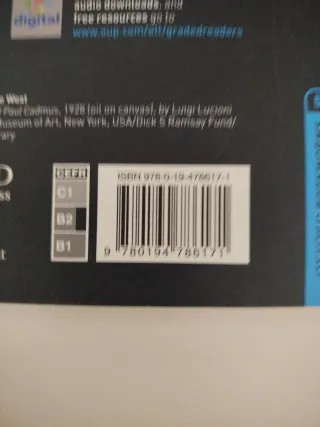 audio downloads, and
free resources go to
digital
www.oup.com/elt/gradedreaders
West
Paul Cadmus, 1928 (oil on canvas), by Luigi Lucioni
Museum of Art, New York, USA/Dick S Ramsay Fund/
CEFR
C1
B2
B1
ISBN 978-0-19-478617-1
9 780194 786171